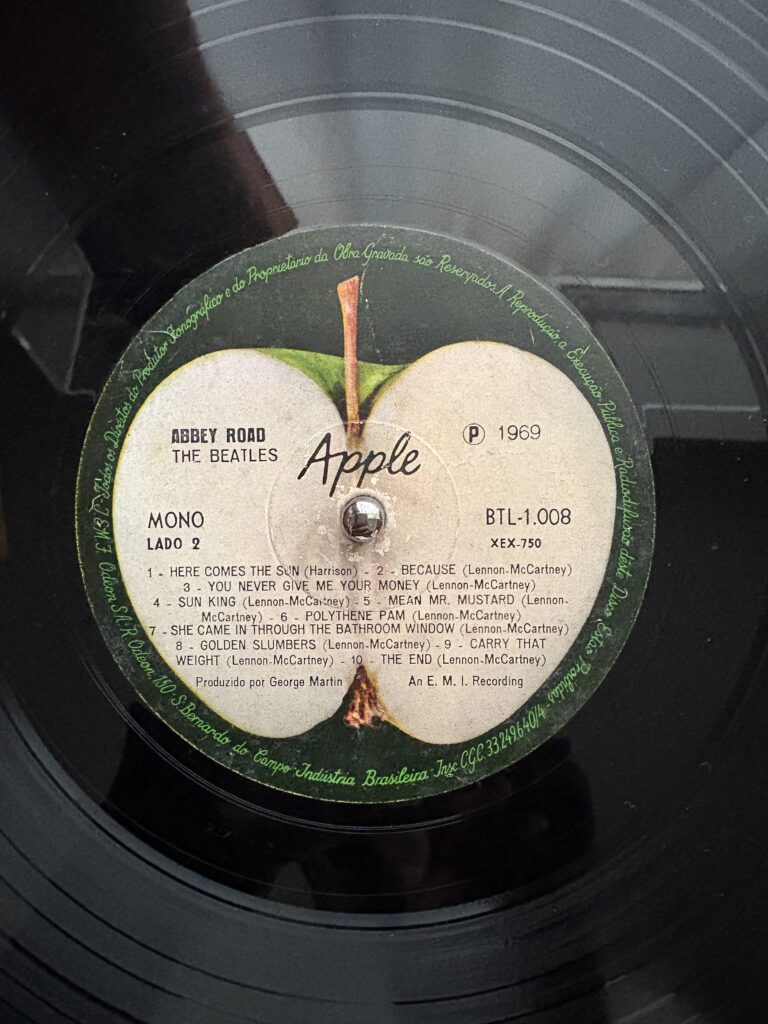 Todos os Direitos do Produtor Fonográfico e do Proprietário da Obra Gravada são Reservados. A Reprodução a Execução Pública e Radiodifusão deste Disco Estão Proibidas
ABBEY ROAD
THE BEATLES
Apple
Ⓟ 1969
MONO
LADO 2
BTL-1.008
XEX-750
1 - HERE COMES THE SUN (Harrison) - 2 - BECAUSE (Lennon-McCartney)
3 - YOU NEVER GIVE ME YOUR MONEY (Lennon-McCartney)
4 - SUN KING (Lennon-McCartney) - 5 - MEAN MR. MUSTARD (Lennon-
McCartney) - 6 - POLYTHENE PAM (Lennon-McCartney)
7 - SHE CAME IN THROUGH THE BATHROOM WINDOW (Lennon-McCartney)
8 - GOLDEN SLUMBERS (Lennon-McCartney) - 9 - CARRY THAT
WEIGHT (Lennon-McCartney) - 10 - THE END (Lennon-McCartney)
Produzido por George Martin
An E. M. I. Recording
Odeon S.A. R. Odeon, 150 - S. Bernardo do Campo - Indústria Brasileira - Insc C.G.C. 33.249.640/4